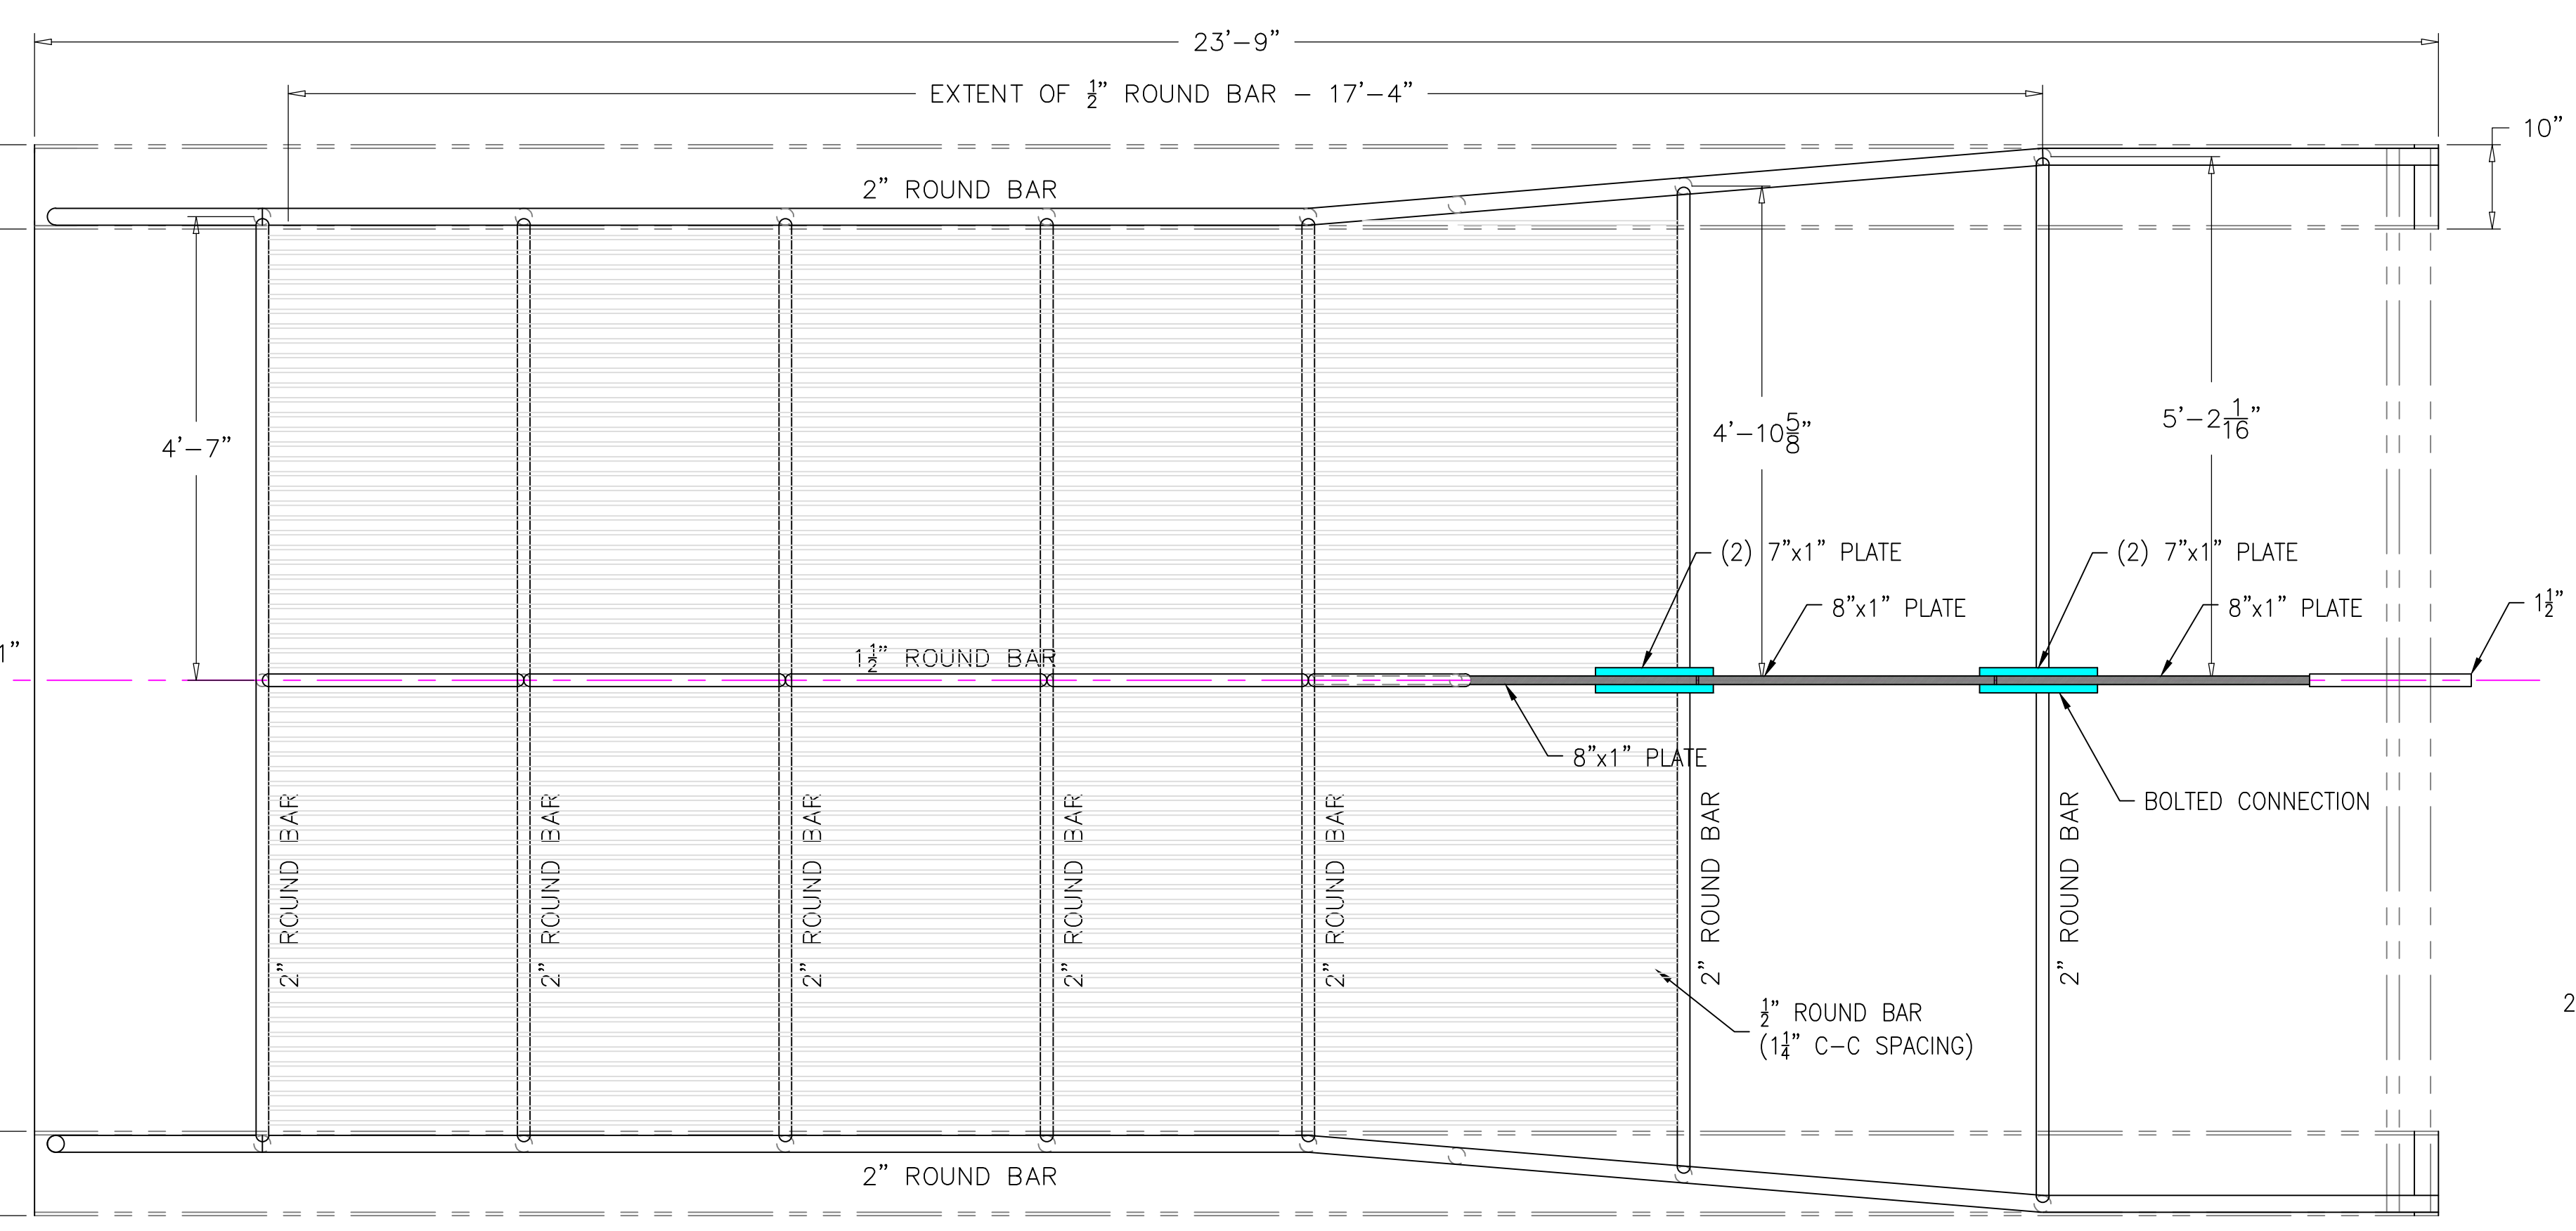 23'-9"
EXTENT OF ½" ROUND BAR - 17'-4"
10"
2" ROUND BAR
4'-7"
4'-10⅝"
5'-2 1/16"
(2) 7"x1" PLATE
(2) 7"x1" PLATE
8"x1" PLATE
8"x1" PLATE
1½"
1"
1½" ROUND BAR
8"x1" PLATE
BOLTED CONNECTION
2" ROUND BAR
2" ROUND BAR
2" ROUND BAR
2" ROUND BAR
2" ROUND BAR
2" ROUND BAR
2" ROUND BAR
½" ROUND BAR
(1¼" C-C SPACING)
2
2" ROUND BAR